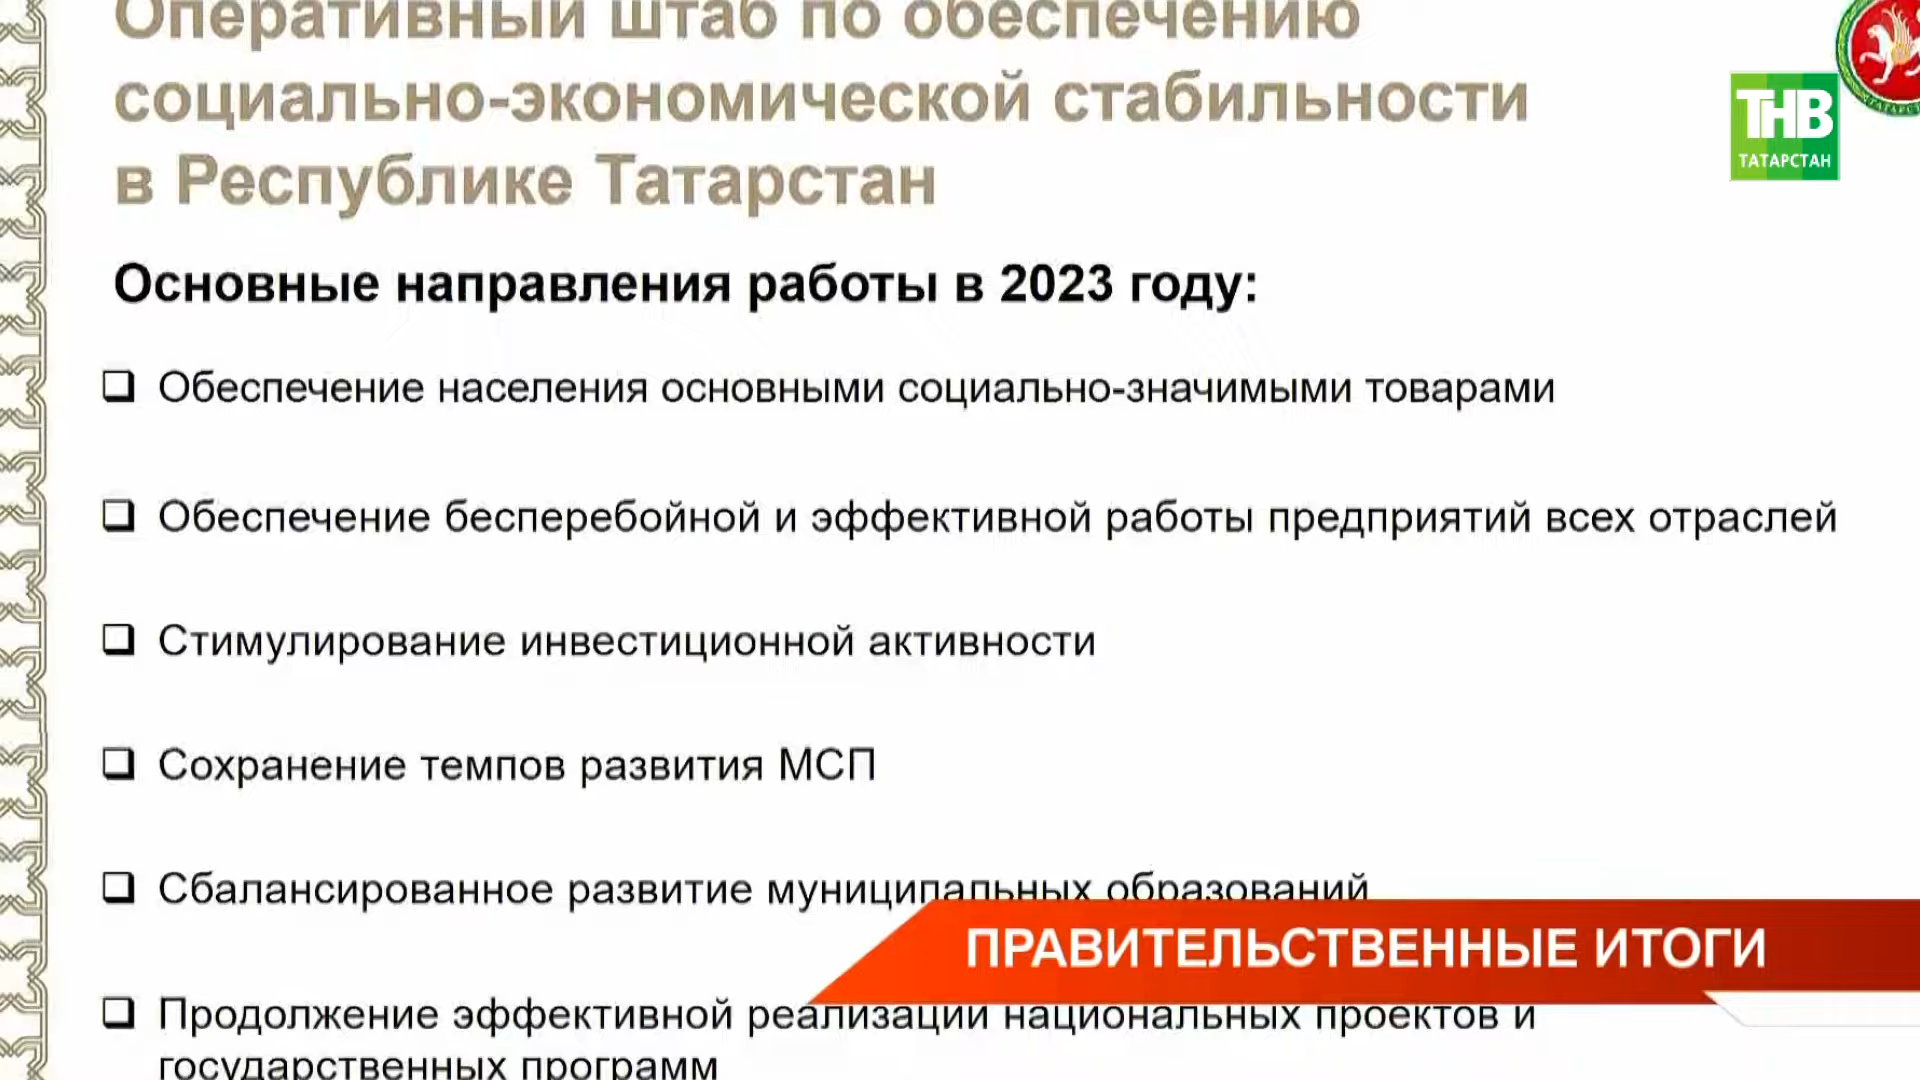 Оперативный штаб по обеспечению
социально-экономической стабильности
в Республике Татарстан
ТНВ
ТАТАРСТАН
Основные направления работы в 2023 году:
Обеспечение населения основными социально-значимыми товарами
Обеспечение бесперебойной и эффективной работы предприятий всех отраслей
Стимулирование инвестиционной активности
Сохранение темпов развития МСП
Сбалансированное развитие муниципальных образований
ПРАВИТЕЛЬСТВЕННЫЕ ИТОГИ
Продолжение эффективной реализации национальных проектов и
государственных программ